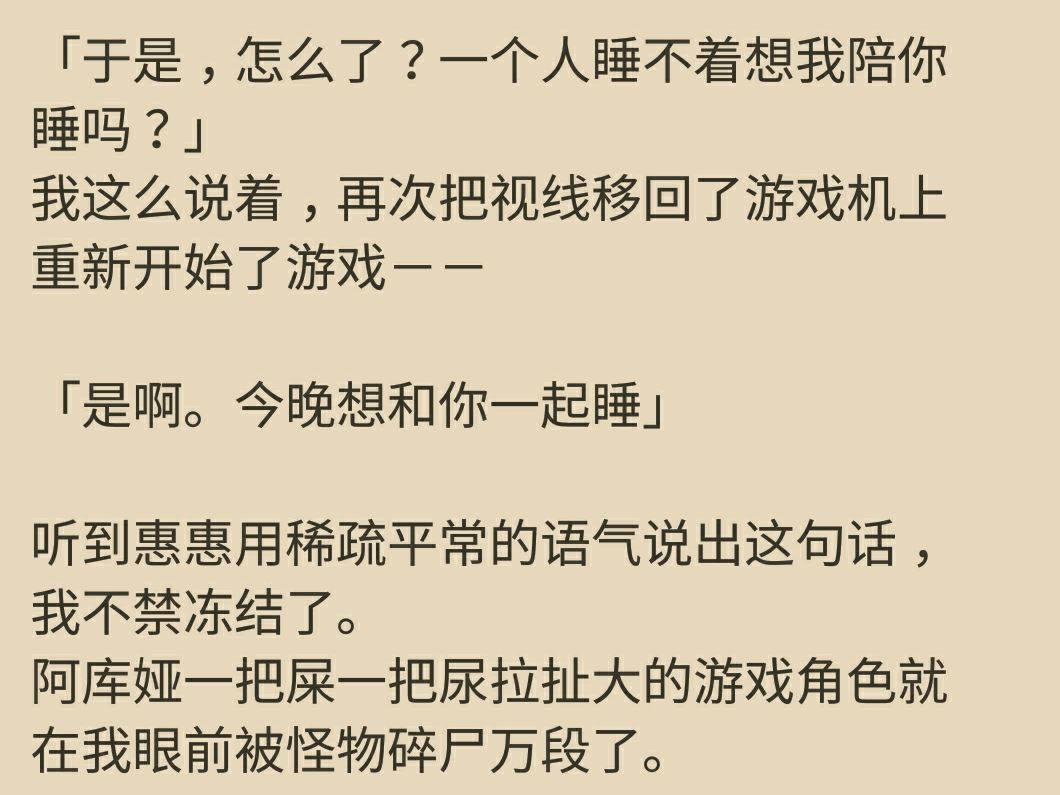 「于是，怎么了？一个人睡不着想我陪你
睡吗？」
我这么说着，再次把视线移回了游戏机上
重新开始了游戏－－
「是啊。今晚想和你一起睡」
听到惠惠用稀疏平常的语气说出这句话，
我不禁冻结了。
阿库娅一把屎一把尿拉扯大的游戏角色就
在我眼前被怪物碎尸万段了。